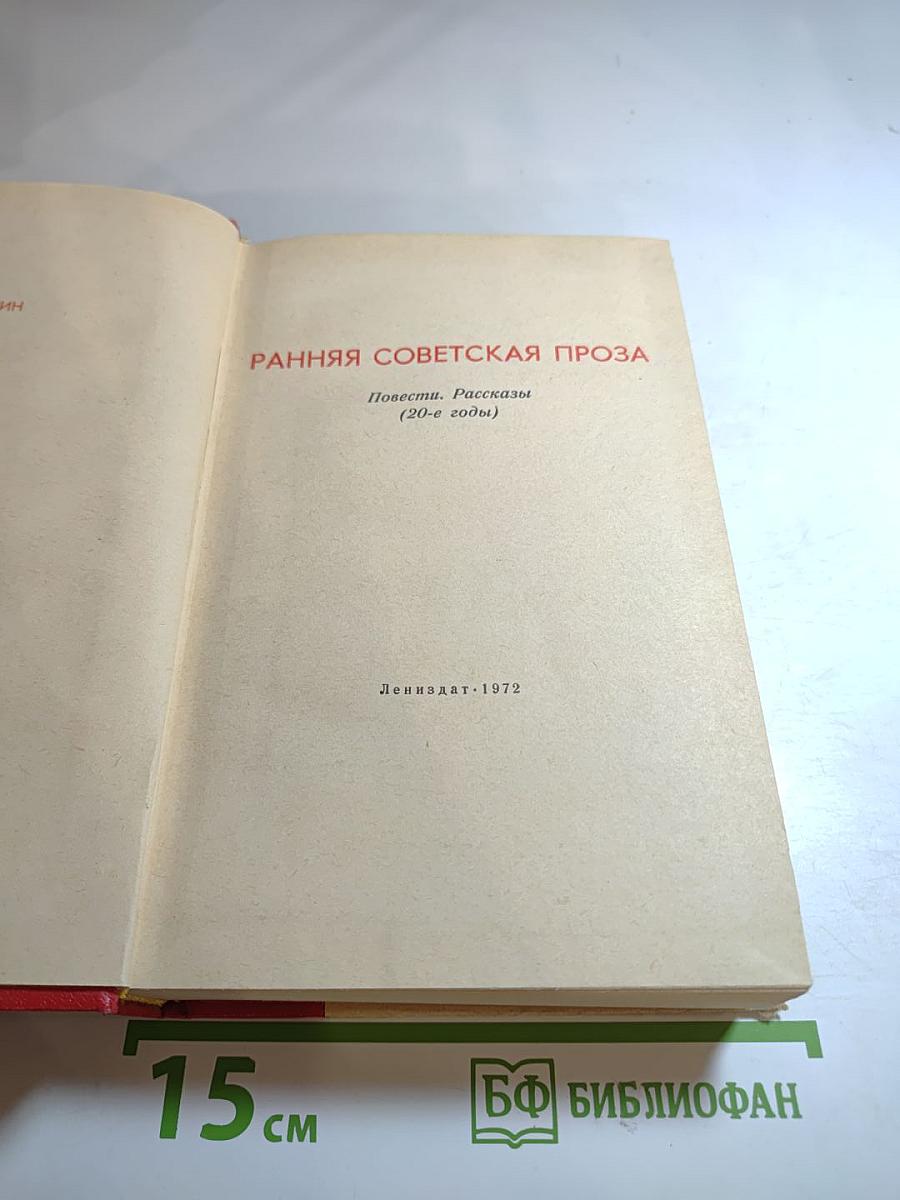 ин
РАННЯЯ СОВЕТСКАЯ ПРОЗА
Повести. Рассказы
(20-е годы)
Лениздат·1972
15 см
БФ БИБЛИОФАН